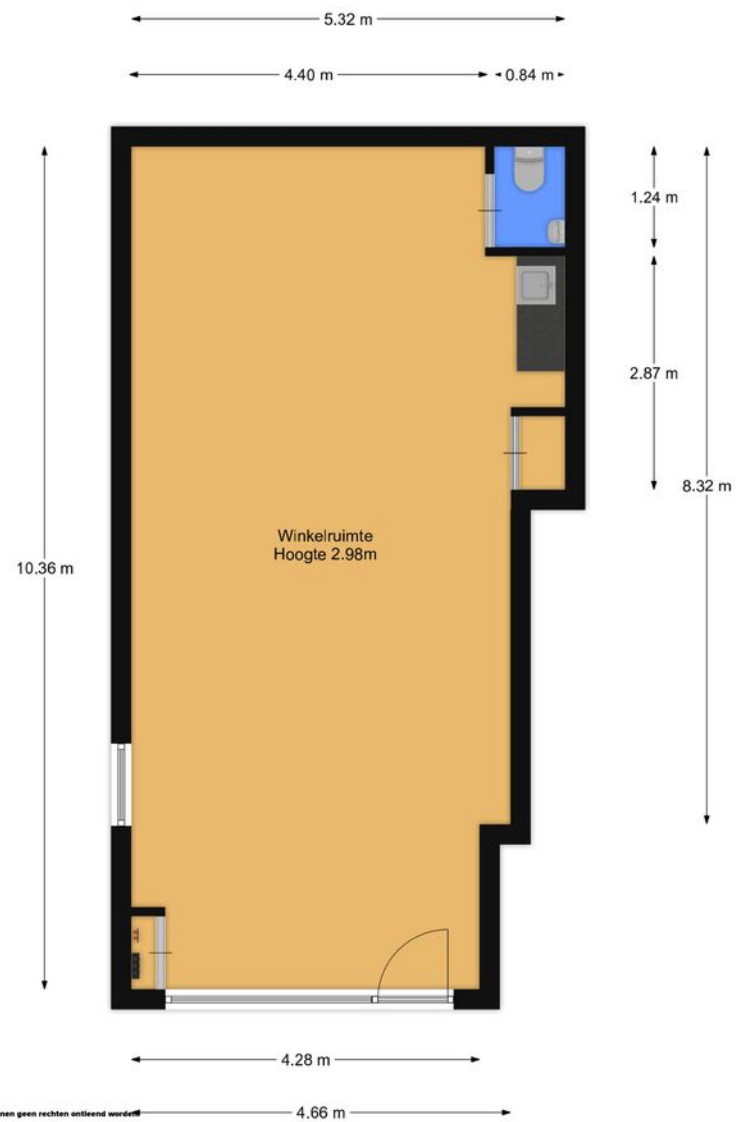 5.32 m
4.40 m
0.84 m
1.24 m
2.87 m
8.32 m
10.36 m
Winkelruimte
Hoogte 2.98m
4.28 m
nen geen rechten ontleend worden
4.66 m